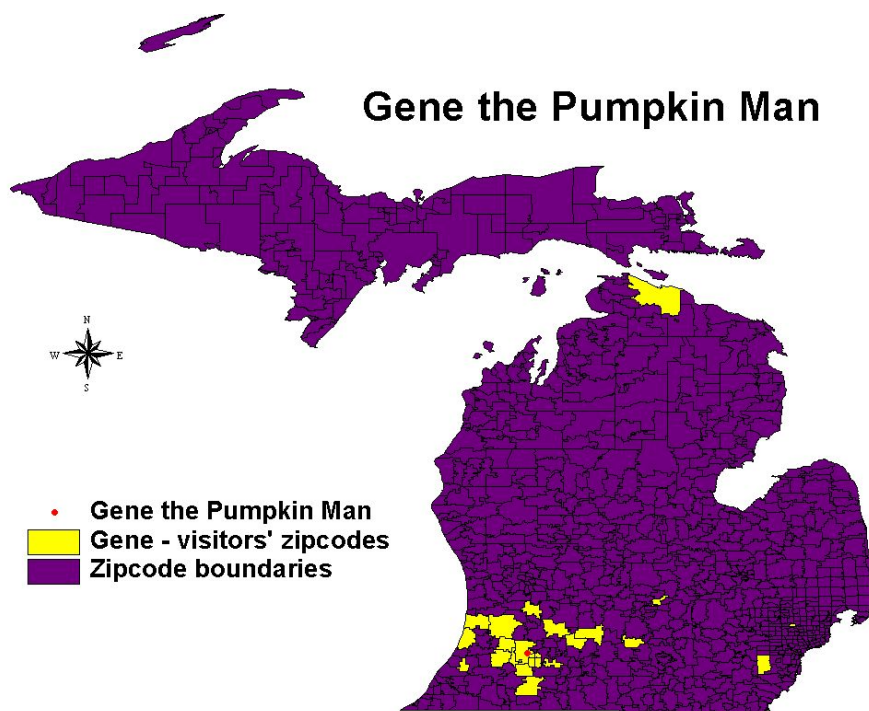 Gene the Pumpkin Man
N
W E
S
Gene the Pumpkin Man
Gene - visitors' zipcodes
Zipcode boundaries